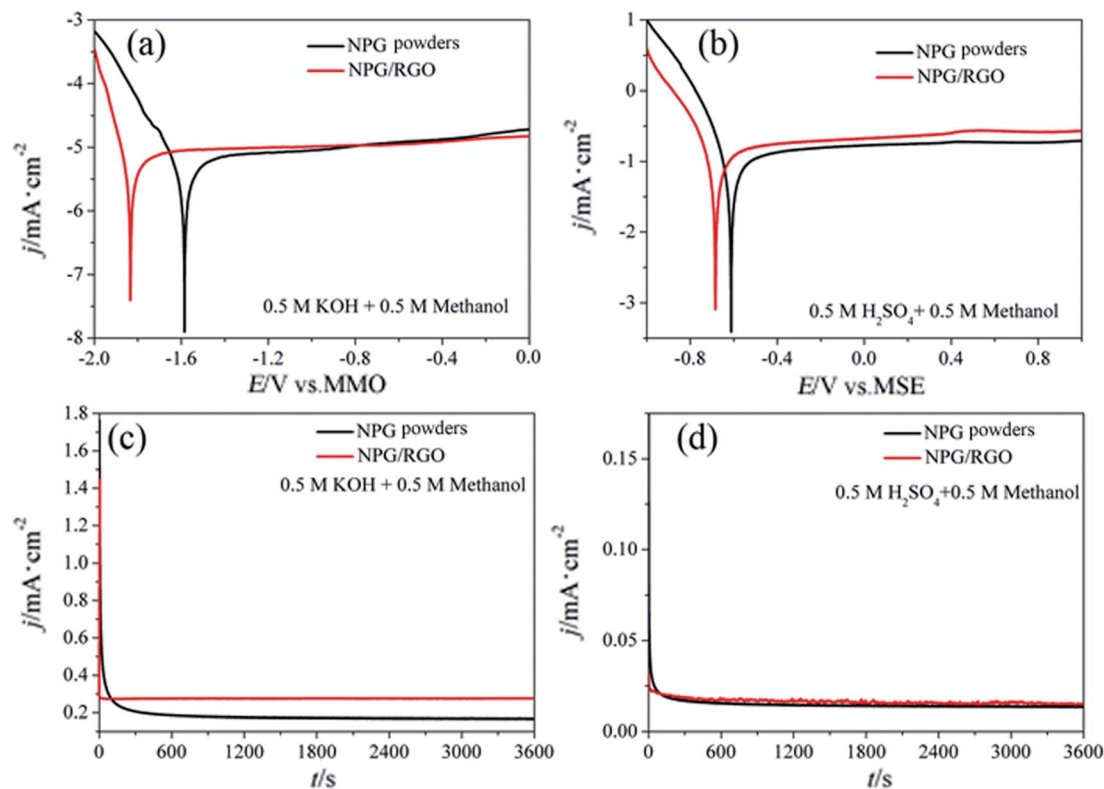 (a)
NPG powders
NPG/RGO
0.5 M KOH + 0.5 M Methanol
-3
-4
-5
-6
-7
-8
-2.0 -1.6 -1.2 -0.8 -0.4 0.0
j/mA·cm⁻²
E/V vs.MMO
(b)
NPG powders
NPG/RGO
0.5 M H₂SO₄+ 0.5 M Methanol
1
0
-1
-2
-3
-0.8 -0.4 0.0 0.4 0.8
j/mA·cm⁻²
E/V vs.MSE
(c)
NPG powders
NPG/RGO
0.5 M KOH + 0.5 M Methanol
1.8
1.6
1.4
1.2
1.0
0.8
0.6
0.4
0.2
0 600 1200 1800 2400 3000 3600
j/mA·cm⁻²
t/s
(d)
NPG powders
NPG/RGO
0.5 M H₂SO₄+0.5 M Methanol
0.15
0.10
0.05
0.00
0 600 1200 1800 2400 3000 3600
j/mA·cm⁻²
t/s